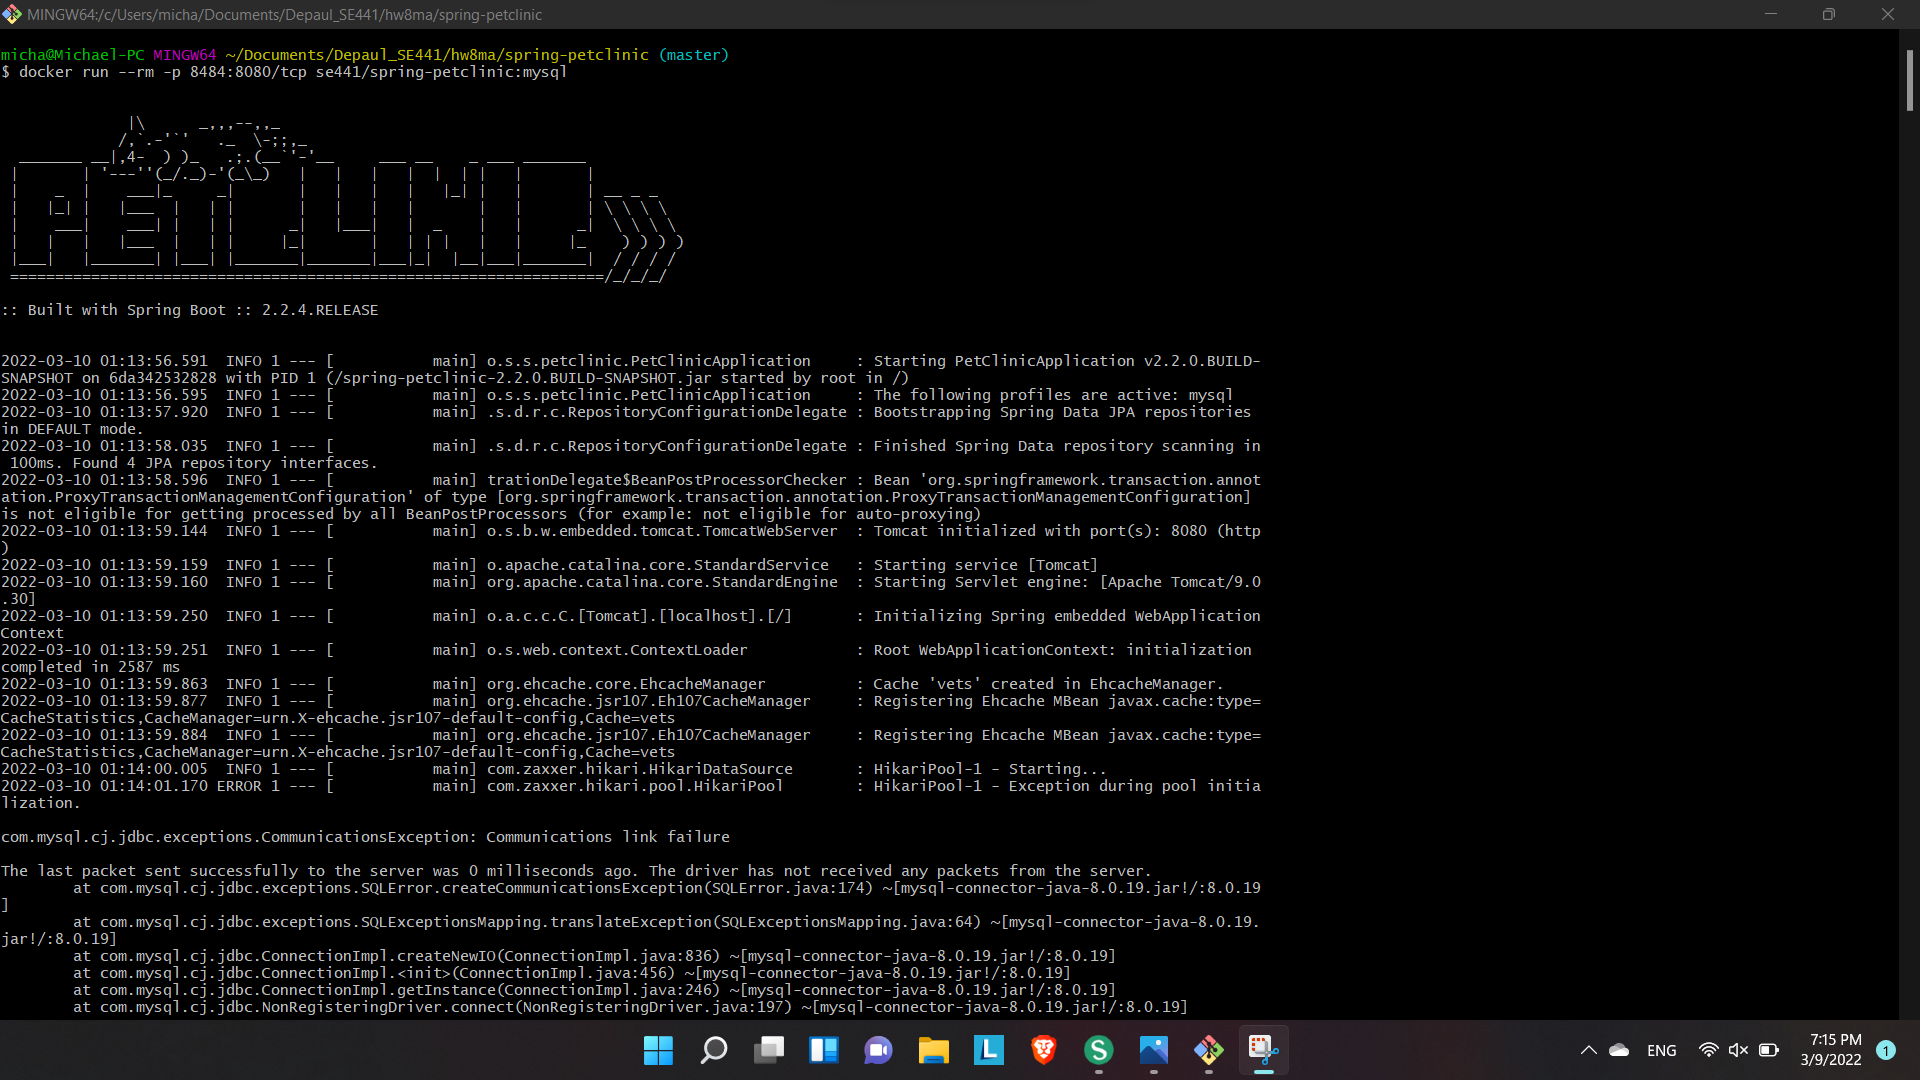 MINGW64:/c/Users/micha/Documents/Depaul_SE441/hw8ma/spring-petclinic
micha@Michael-PC MINGW64 ~/Documents/Depaul_SE441/hw8ma/spring-petclinic (master)
$ docker run --rm -p 8484:8080/tcp se441/spring-petclinic:mysql
PETCLINIC
:: Built with Spring Boot :: 2.2.4.RELEASE
2022-03-10 01:13:56.591  INFO 1 --- [           main] o.s.s.petclinic.PetClinicApplication     : Starting PetClinicApplication v2.2.0.BUILD-
SNAPSHOT on 6da342532828 with PID 1 (/spring-petclinic-2.2.0.BUILD-SNAPSHOT.jar started by root in /)
2022-03-10 01:13:56.595  INFO 1 --- [           main] o.s.s.petclinic.PetClinicApplication     : The following profiles are active: mysql
2022-03-10 01:13:57.920  INFO 1 --- [           main] .s.d.r.c.RepositoryConfigurationDelegate : Bootstrapping Spring Data JPA repositories
in DEFAULT mode.
2022-03-10 01:13:58.035  INFO 1 --- [           main] .s.d.r.c.RepositoryConfigurationDelegate : Finished Spring Data repository scanning in
 100ms. Found 4 JPA repository interfaces.
2022-03-10 01:13:58.596  INFO 1 --- [           main] trationDelegate$BeanPostProcessorChecker : Bean 'org.springframework.transaction.annot
ation.ProxyTransactionManagementConfiguration' of type [org.springframework.transaction.annotation.ProxyTransactionManagementConfiguration]
is not eligible for getting processed by all BeanPostProcessors (for example: not eligible for auto-proxying)
2022-03-10 01:13:59.144  INFO 1 --- [           main] o.s.b.w.embedded.tomcat.TomcatWebServer  : Tomcat initialized with port(s): 8080 (http
)
2022-03-10 01:13:59.159  INFO 1 --- [           main] o.apache.catalina.core.StandardService   : Starting service [Tomcat]
2022-03-10 01:13:59.160  INFO 1 --- [           main] org.apache.catalina.core.StandardEngine  : Starting Servlet engine: [Apache Tomcat/9.0
.30]
2022-03-10 01:13:59.250  INFO 1 --- [           main] o.a.c.c.C.[Tomcat].[localhost].[/]       : Initializing Spring embedded WebApplication
Context
2022-03-10 01:13:59.251  INFO 1 --- [           main] o.s.web.context.ContextLoader            : Root WebApplicationContext: initialization
completed in 2587 ms
2022-03-10 01:13:59.863  INFO 1 --- [           main] org.ehcache.core.EhcacheManager          : Cache 'vets' created in EhcacheManager.
2022-03-10 01:13:59.877  INFO 1 --- [           main] org.ehcache.jsr107.Eh107CacheManager     : Registering Ehcache MBean javax.cache:type=
CacheStatistics,CacheManager=urn.X-ehcache.jsr107-default-config,Cache=vets
2022-03-10 01:13:59.884  INFO 1 --- [           main] org.ehcache.jsr107.Eh107CacheManager     : Registering Ehcache MBean javax.cache:type=
CacheStatistics,CacheManager=urn.X-ehcache.jsr107-default-config,Cache=vets
2022-03-10 01:14:00.005  INFO 1 --- [           main] com.zaxxer.hikari.HikariDataSource       : HikariPool-1 - Starting...
2022-03-10 01:14:01.170 ERROR 1 --- [           main] com.zaxxer.hikari.pool.HikariPool        : HikariPool-1 - Exception during pool initia
lization.
com.mysql.cj.jdbc.exceptions.CommunicationsException: Communications link failure
The last packet sent successfully to the server was 0 milliseconds ago. The driver has not received any packets from the server.
        at com.mysql.cj.jdbc.exceptions.SQLError.createCommunicationsException(SQLError.java:174) ~[mysql-connector-java-8.0.19.jar!/:8.0.19
]
        at com.mysql.cj.jdbc.exceptions.SQLExceptionsMapping.translateException(SQLExceptionsMapping.java:64) ~[mysql-connector-java-8.0.19.
jar!/:8.0.19]
        at com.mysql.cj.jdbc.ConnectionImpl.createNewIO(ConnectionImpl.java:836) ~[mysql-connector-java-8.0.19.jar!/:8.0.19]
        at com.mysql.cj.jdbc.ConnectionImpl.<init>(ConnectionImpl.java:456) ~[mysql-connector-java-8.0.19.jar!/:8.0.19]
        at com.mysql.cj.jdbc.ConnectionImpl.getInstance(ConnectionImpl.java:246) ~[mysql-connector-java-8.0.19.jar!/:8.0.19]
        at com.mysql.cj.jdbc.NonRegisteringDriver.connect(NonRegisteringDriver.java:197) ~[mysql-connector-java-8.0.19.jar!/:8.0.19]
L
S
ENG
7:15 PM
3/9/2022
1